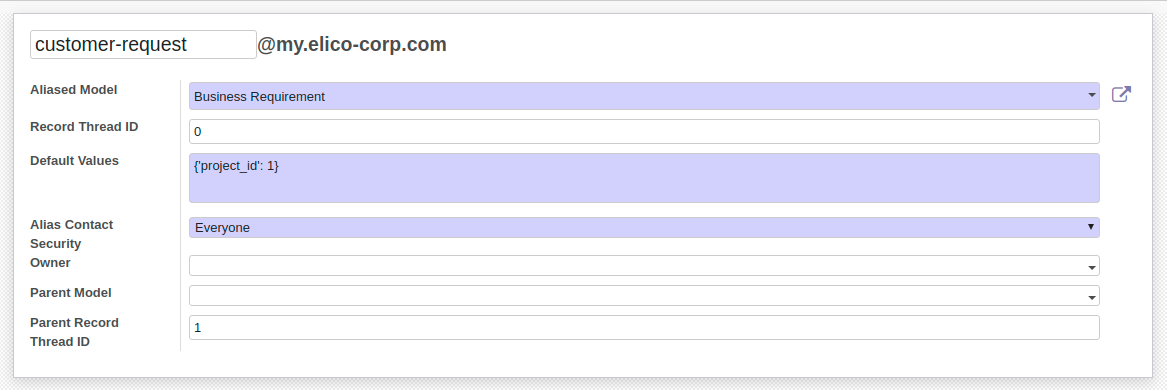 customer-request@my.elico-corp.com
Aliased Model
Business Requirement
Record Thread ID
0
Default Values
{'project_id': 1}
Alias Contact
Security
Everyone
Owner
Parent Model
Parent Record
Thread ID
1